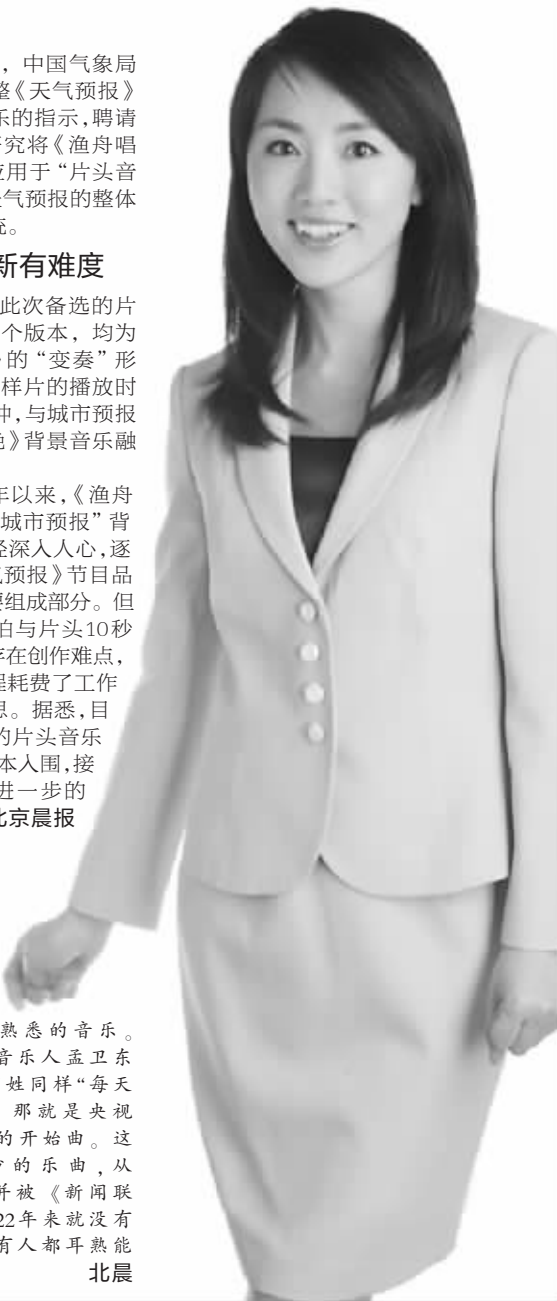 ，中国气象局
整《天气预报》
乐的指示，聘请
研究将《渔舟唱
应用于“片头音
天气预报的整体
统。
新有难度
此次备选的片
个版本，均为
的“变奏”形
样片的播放时
钟，与城市预报
色》背景音乐融
年以来，《渔舟
“城市预报”背
经深入人心，逐
气预报》节目品
要组成部分。但
拍与片头10秒
存在创作难点，
程耗费了工作
思。据悉，目
的片头音乐
本入围，接
进一步的
北京晨报
熟悉的音乐。
音乐人孟卫东
姓同样“每天
那就是央视
的开始曲。这
的乐曲，从
并被《新闻联
22年来就没有
有人都耳熟能
北晨